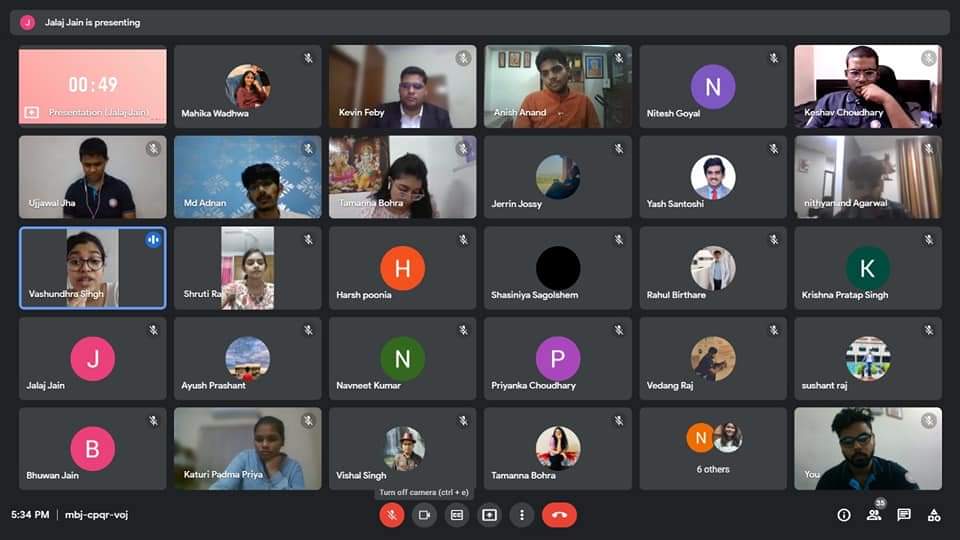 J Jalaj Jain is presenting
00:49
Presentation (Jalaj Jain)
Mahika Wadhwa
Kevin Feby
Anish Anand
N
Nitesh Goyal
Keshav Choudhary
Ujjawal Jha
Md Adnan
Tamanna Bohra
Jerrin Jossy
Yash Santoshi
nithyanand Agarwal
Vashundhra Singh
Shruti
H
Harsh poonia
Shasiniya Sagolshem
Rahul Birthare
K
Krishna Pratap Singh
J
Jalaj Jain
Ayush Prashant
N
Navneet Kumar
P
Priyanka Choudhary
Vedang Raj
sushant raj
B
Bhuwan Jain
Katuri Padma Priya
Vishal Singh
Tamanna Bohra
N
6 others
You
Turn off camera (ctrl + e)
5:34 PM | mbj-cpqr-voj
35